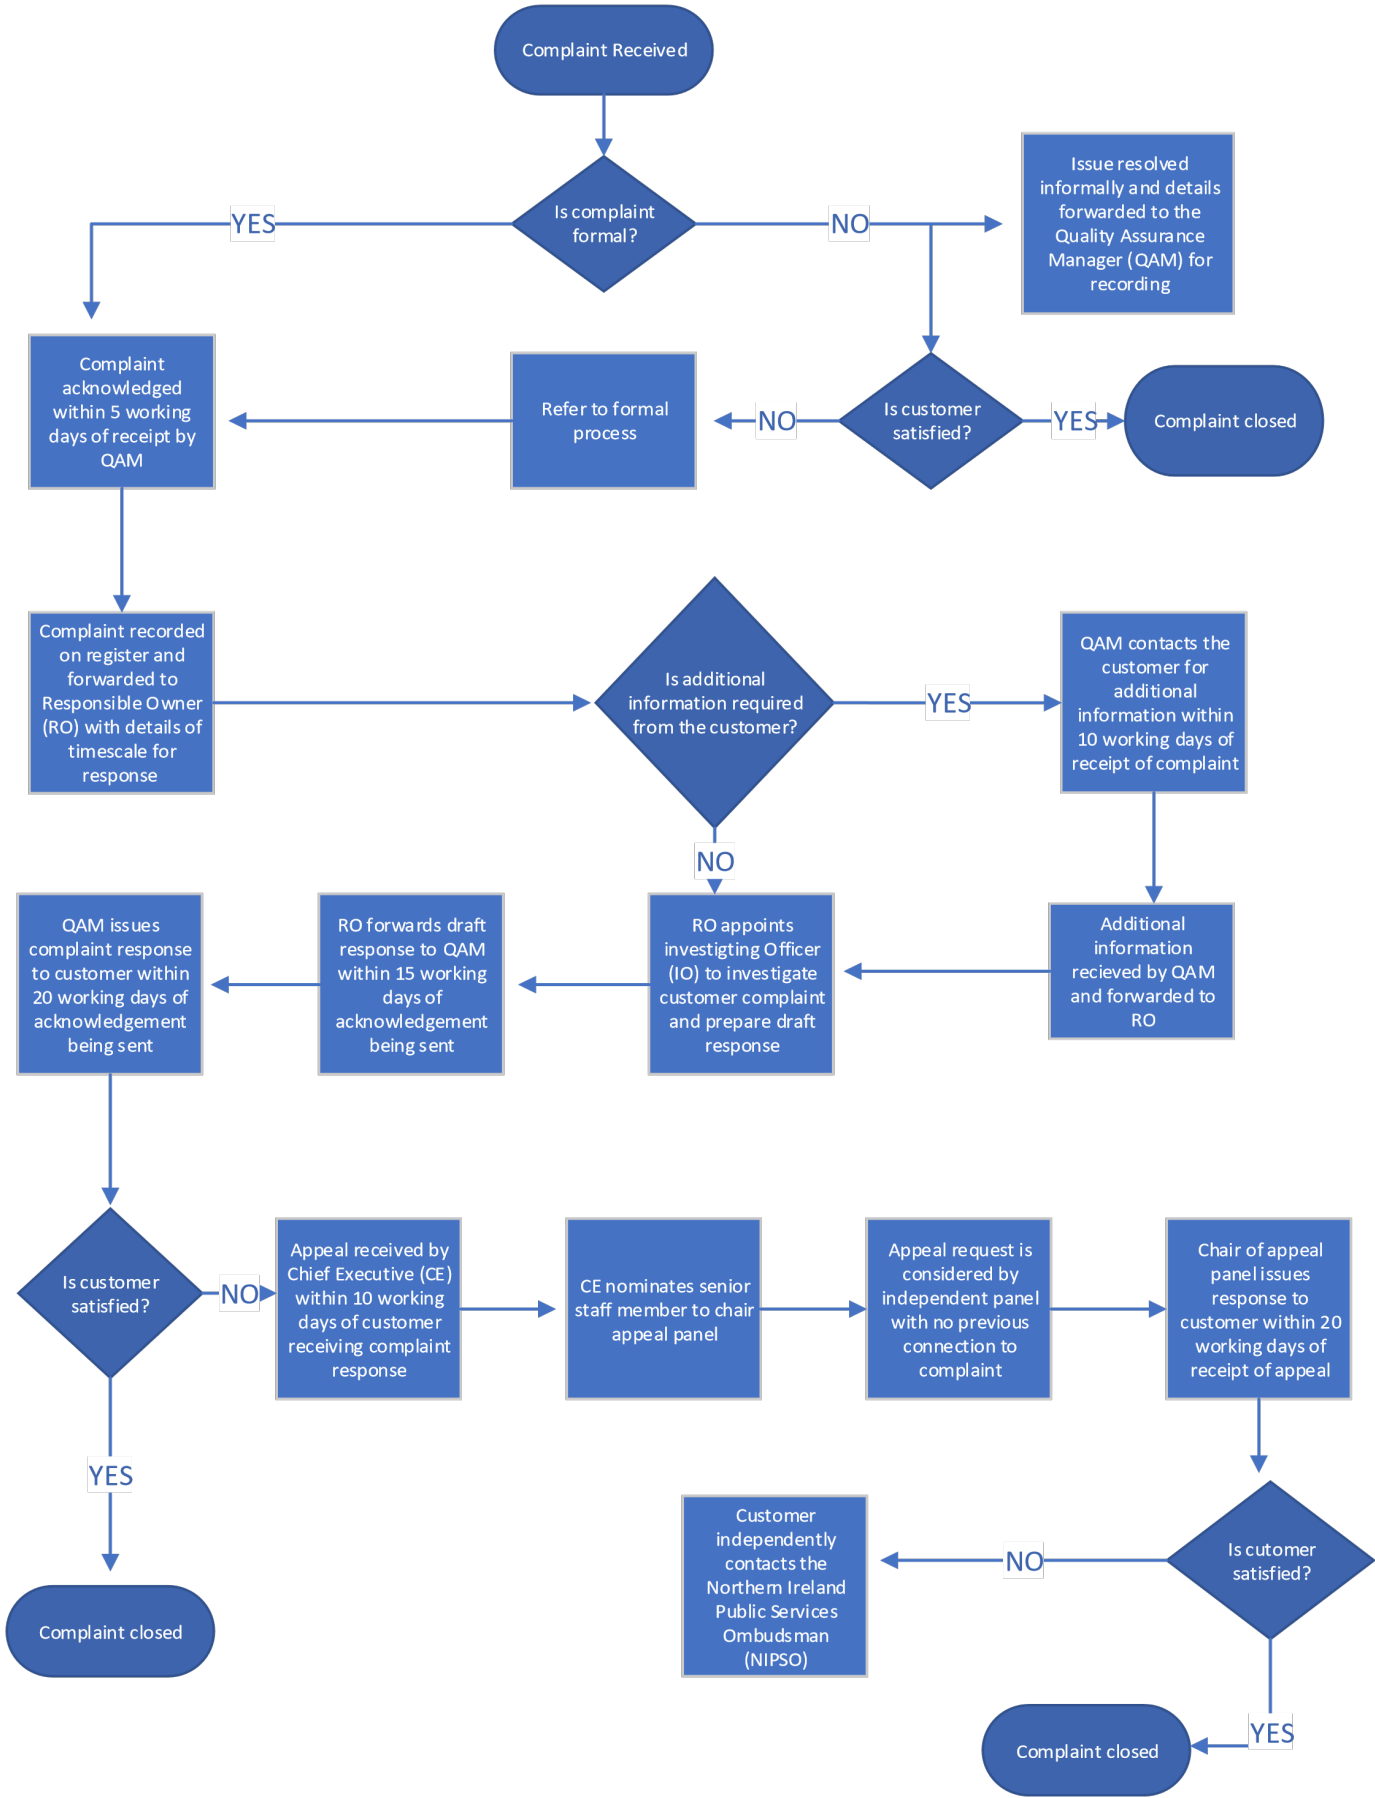 Complaint Received
Is complaint
formal?
YES
NO
Issue resolved
informally and details
forwarded to the
Quality Assurance
Manager (QAM) for
recording
Complaint
acknowledged
within 5 working
days of receipt by
QAM
Refer to formal
process
NO
Is customer
satisfied?
YES
Complaint closed
Complaint recorded
on register and
forwarded to
Responsible Owner
(RO) with details of
timescale for
response
Is additional
information required
from the customer?
YES
QAM contacts the
customer for
additional
information within
10 working days of
receipt of complaint
NO
QAM issues
complaint response
to customer within
20 working days of
acknowledgement
being sent
RO forwards draft
response to QAM
within 15 working
days of
acknowledgement
being sent
RO appoints
investigting Officer
(IO) to investigate
customer complaint
and prepare draft
response
Additional
information
recieved by QAM
and forwarded to
RO
Is customer
satisfied?
NO
Appeal received by
Chief Executive (CE)
within 10 working
days of customer
receiving complaint
response
CE nominates senior
staff member to chair
appeal panel
Appeal request is
considered by
independent panel
with no previous
connection to
complaint
Chair of appeal
panel issues
response to
customer within 20
working days of
receipt of appeal
YES
Complaint closed
Customer
independently
contacts the
Northern Ireland
Public Services
Ombudsman
(NIPSO)
NO
Is cutomer
satisfied?
YES
Complaint closed